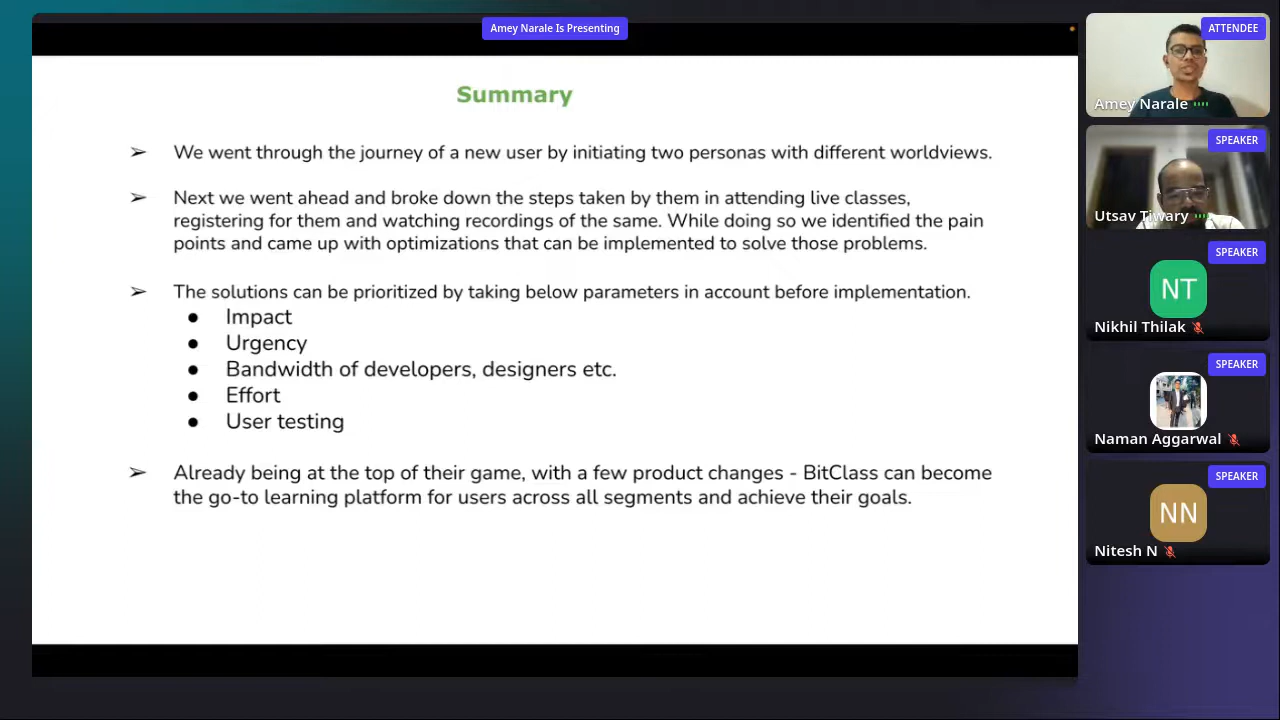 Amey Narale Is Presenting
Summary
➢ We went through the journey of a new user by initiating two personas with different worldviews.
➢ Next we went ahead and broke down the steps taken by them in attending live classes,
registering for them and watching recordings of the same. While doing so we identified the pain
points and came up with optimizations that can be implemented to solve those problems.
➢ The solutions can be prioritized by taking below parameters in account before implementation.
● Impact
● Urgency
● Bandwidth of developers, designers etc.
● Effort
● User testing
➢ Already being at the top of their game, with a few product changes - BitClass can become
the go-to learning platform for users across all segments and achieve their goals.
ATTENDEE
Amey Narale
SPEAKER
Utsav Tiwary
SPEAKER
NT
Nikhil Thilak
SPEAKER
Naman Aggarwal
SPEAKER
NN
Nitesh N